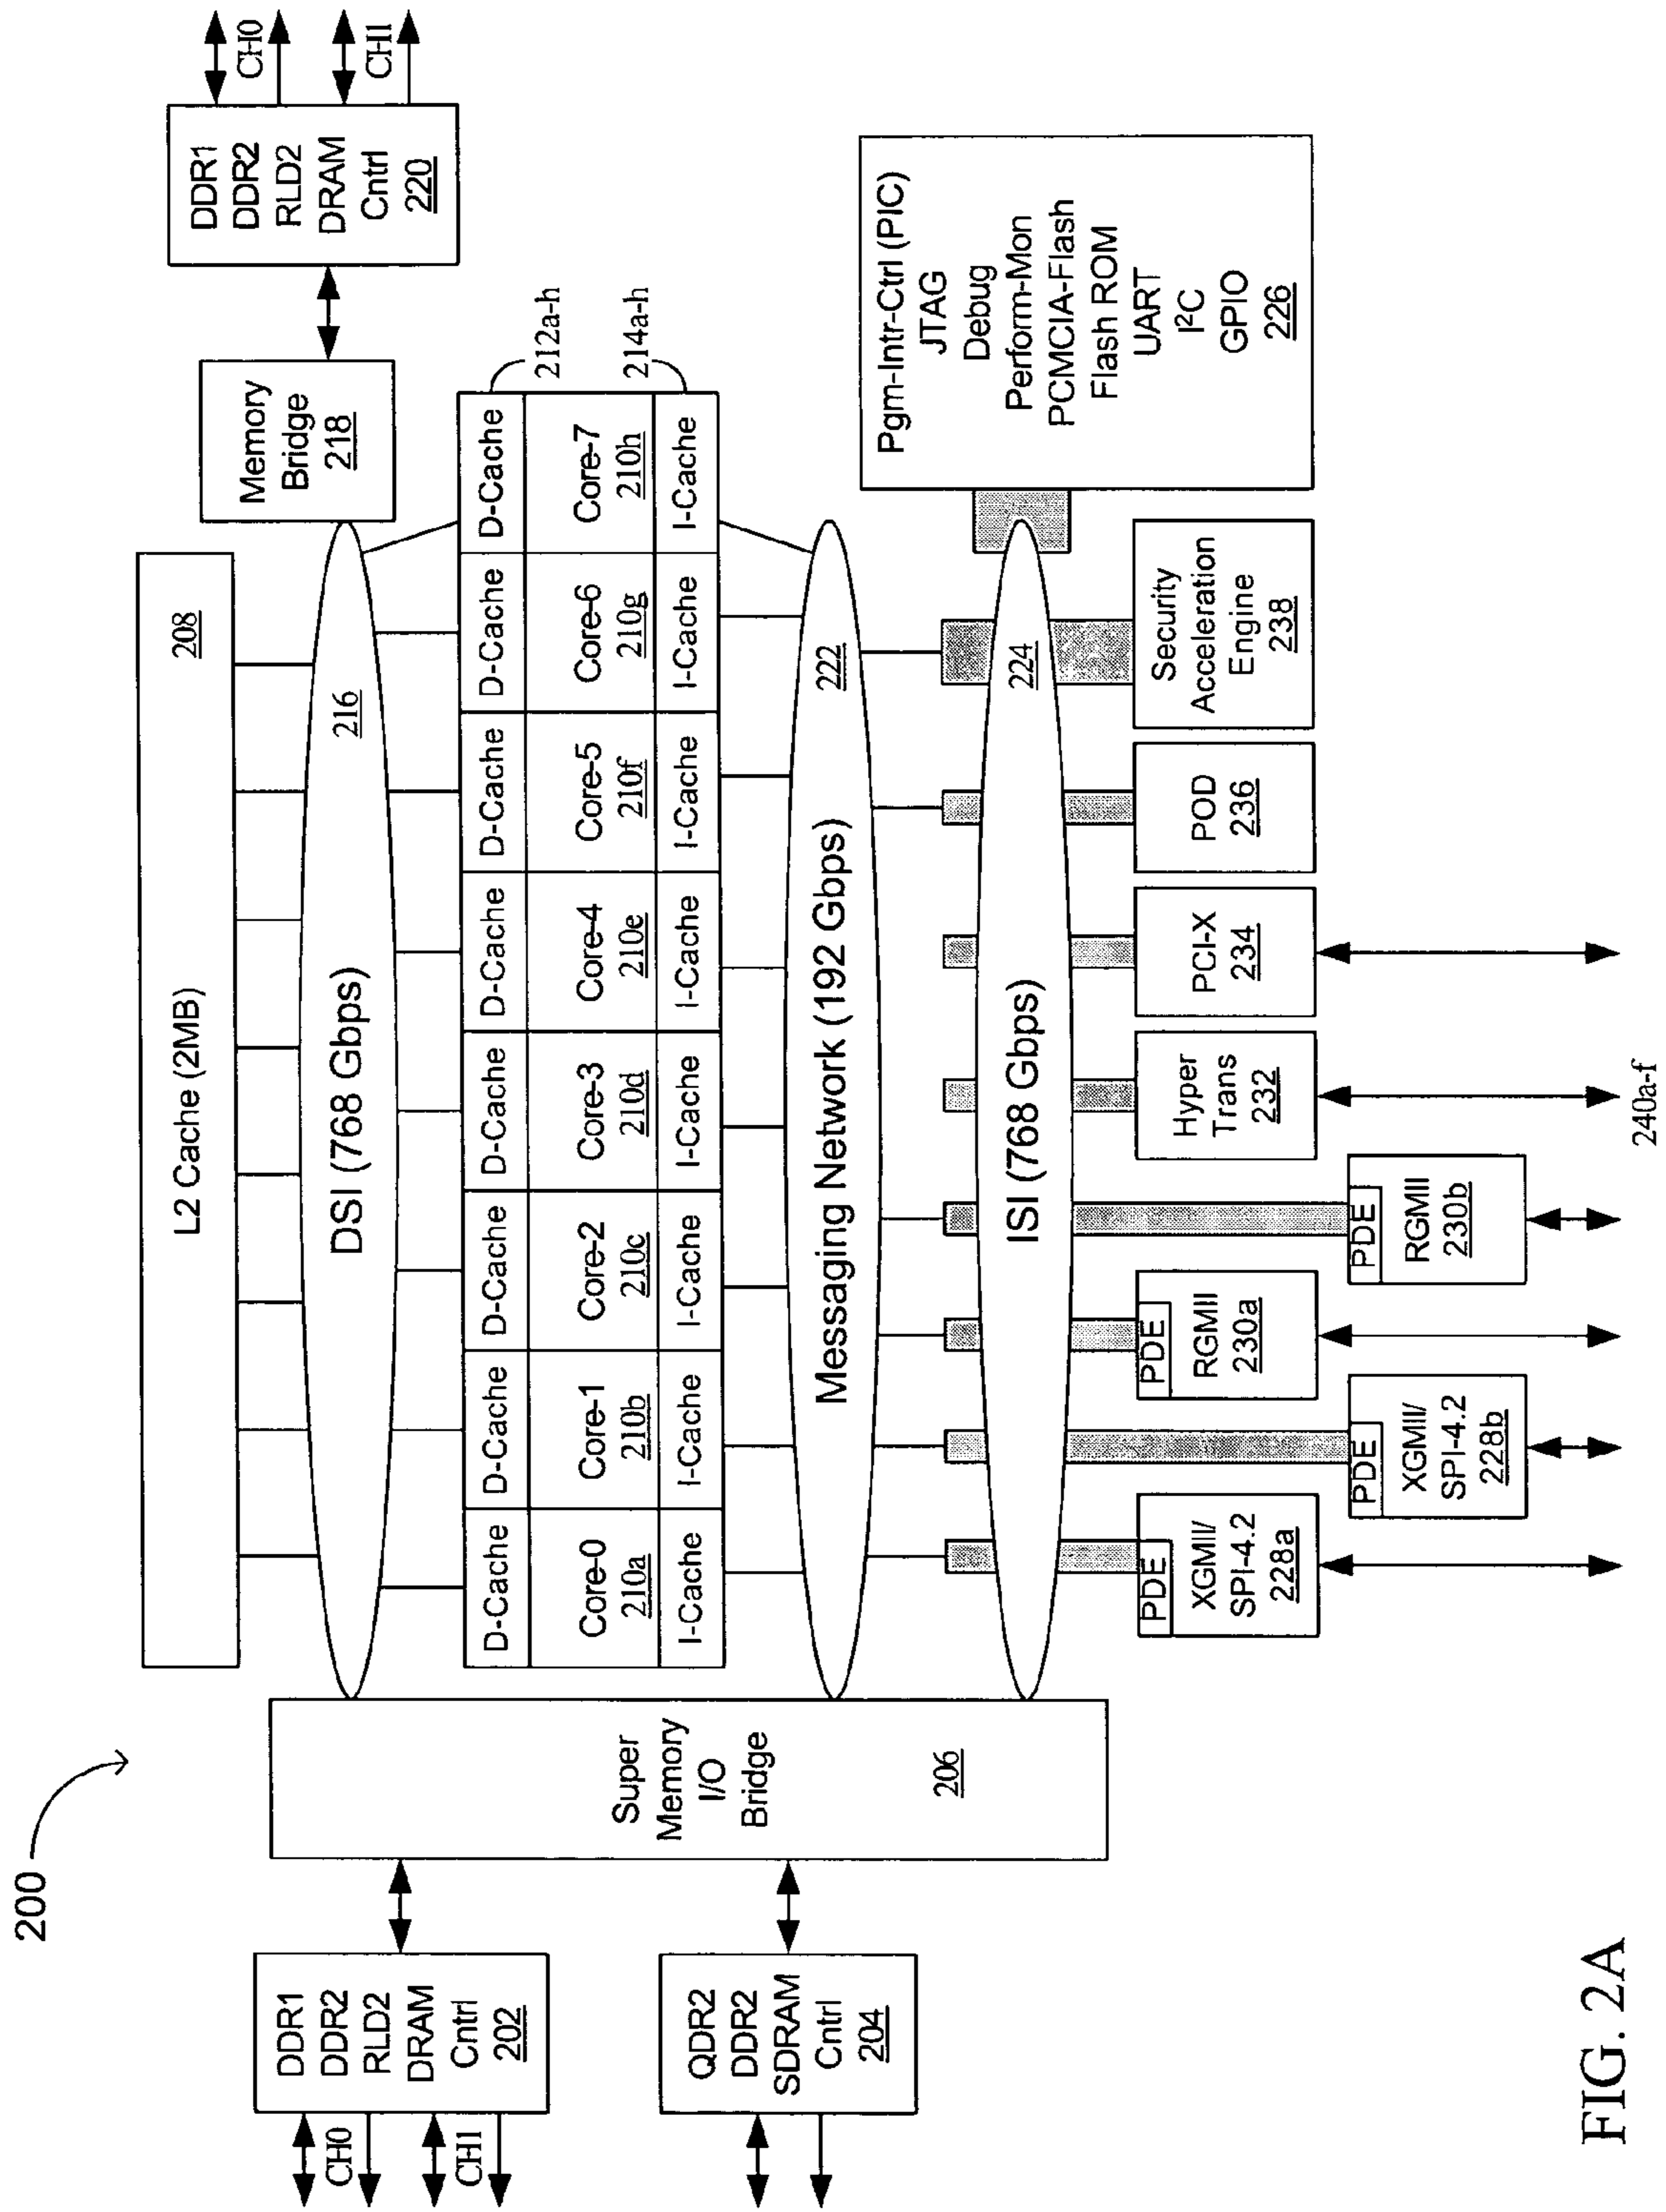 200
L2 Cache (2MB)
208
DSI (768 Gbps)
216
Memory
Bridge
218
DDR1
DDR2
RLD2
DRAM
Cntrl
220
CH0
CH1
DDR1
DDR2
RLD2
DRAM
Cntrl
202
CH0
CH1
QDR2
DDR2
SDRAM
Cntrl
204
Super
Memory
I/O
Bridge
206
D-Cache
D-Cache
D-Cache
D-Cache
D-Cache
D-Cache
D-Cache
D-Cache
212a-h
Core-0
210a
Core-1
210b
Core-2
210c
Core-3
210d
Core-4
210e
Core-5
210f
Core-6
210g
Core-7
210h
I-Cache
I-Cache
I-Cache
I-Cache
I-Cache
I-Cache
I-Cache
I-Cache
214a-h
Messaging Network (192 Gbps)
222
ISI (768 Gbps)
224
Pgm-Intr-Ctrl (PIC)
JTAG
Debug
Perform-Mon
PCMCIA-Flash
Flash ROM
UART
I²C
GPIO
226
PDE
XGMII/
SPI-4.2
228a
PDE
XGMII/
SPI-4.2
228b
PDE
RGMII
230a
PDE
RGMII
230b
Hyper
Trans
232
PCI-X
234
POD
236
Security
Acceleration
Engine
238
240a-f
FIG. 2A